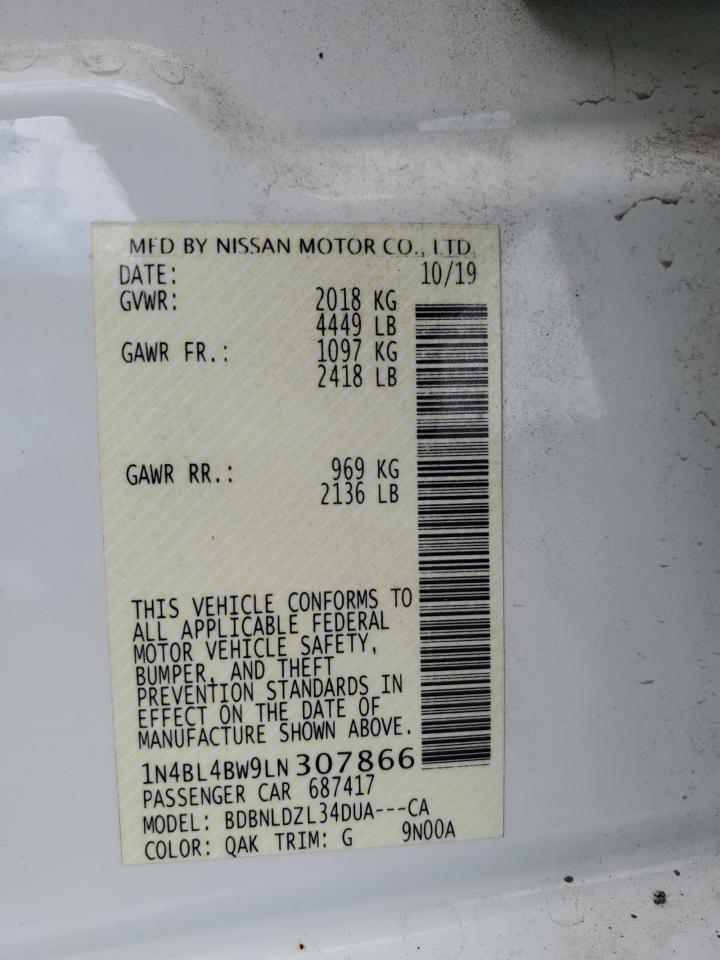 MFD BY NISSAN MOTOR CO., LTD.
DATE: 10/19
GVWR: 2018 KG
4449 LB
GAWR FR.: 1097 KG
2418 LB
GAWR RR.: 969 KG
2136 LB
THIS VEHICLE CONFORMS TO
ALL APPLICABLE FEDERAL
MOTOR VEHICLE SAFETY,
BUMPER, AND THEFT
PREVENTION STANDARDS IN
EFFECT ON THE DATE OF
MANUFACTURE SHOWN ABOVE.
1N4BL4BW9LN307866
PASSENGER CAR 687417
MODEL: BDBNLDZL34DUA---CA
COLOR: QAK TRIM: G 9N00A